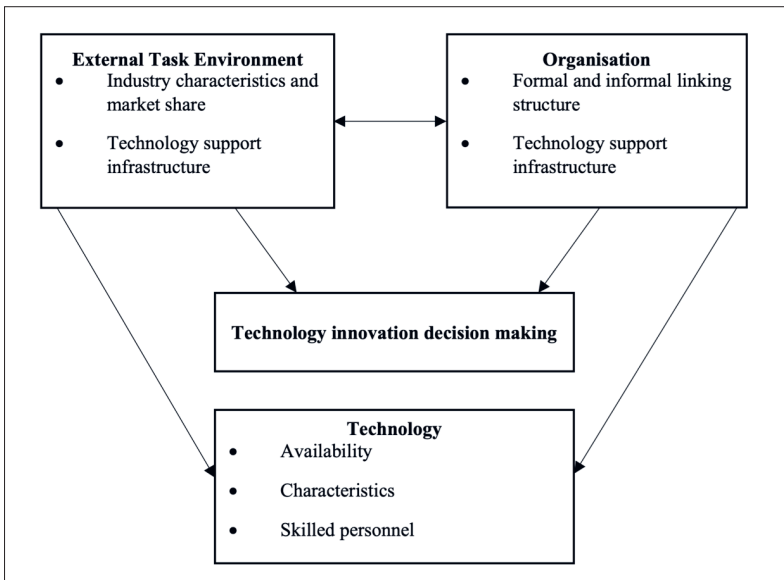 External Task Environment
• Industry characteristics and
market share
• Technology support
infrastructure
Organisation
• Formal and informal linking
structure
• Technology support
infrastructure
Technology innovation decision making
Technology
• Availability
• Characteristics
• Skilled personnel